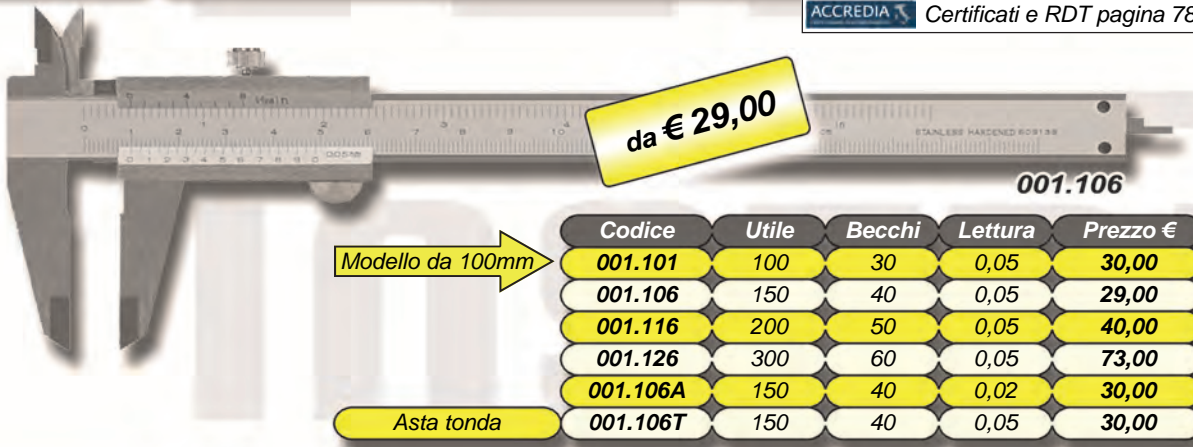 ACCREDIA Certificati e RDT pagina 78
da € 29,00
STAINLESS HARDENED
001.106
Codice Utile Becchi Lettura Prezzo €
Modello da 100mm 001.101 100 30 0,05 30,00
001.106 150 40 0,05 29,00
001.116 200 50 0,05 40,00
001.126 300 60 0,05 73,00
001.106A 150 40 0,02 30,00
Asta tonda 001.106T 150 40 0,05 30,00